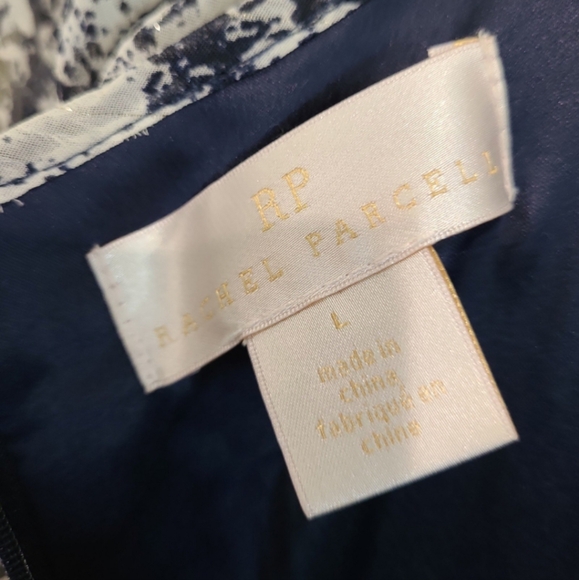 RP
RACHEL PARCELL
L
made in
china
fabriqué en
chine